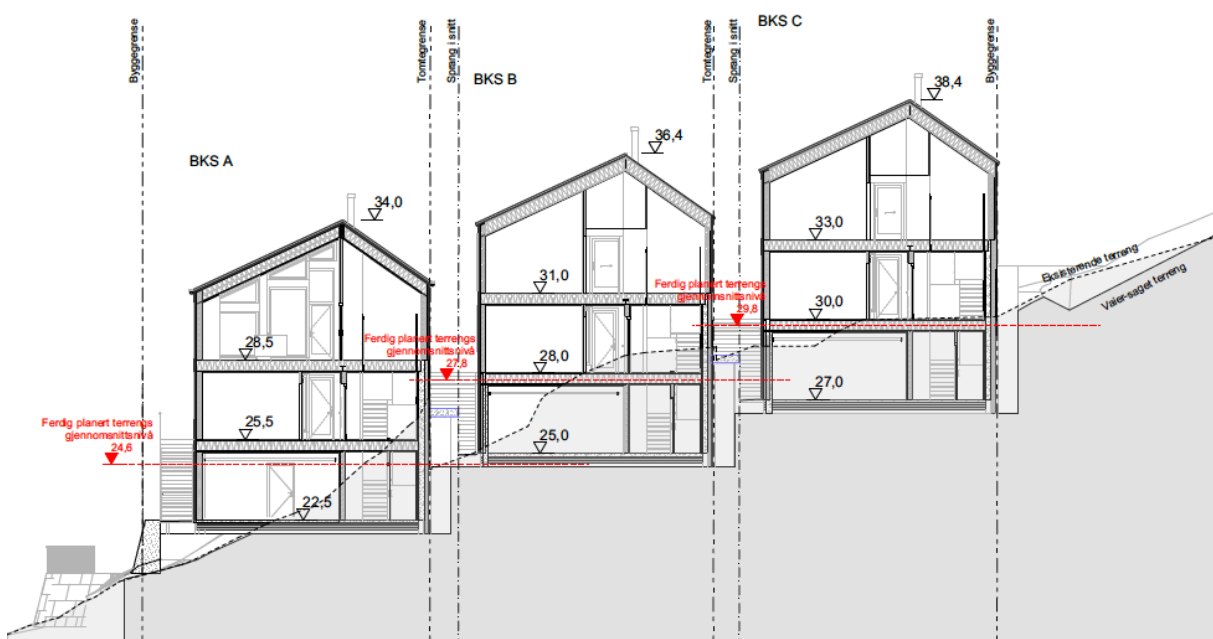 BKS C
Byggegrense
Tomtegrense
Sprang i snitt
Tomtegrense
Sprang i snitt
Byggegrense
BKS B
38,4
36,4
BKS A
34,0
33,0
31,0
Eksisterende terreng
Vaier-saget terreng
Ferdig planert terrengs
gjennomsnittsnivå
29,8
30,0
28,5
Ferdig planert terrengs
gjennomsnittsnivå
27,8
28,0
27,0
25,5
Ferdig planert terrengs
gjennomsnittsnivå
24,6
25,0
22,5